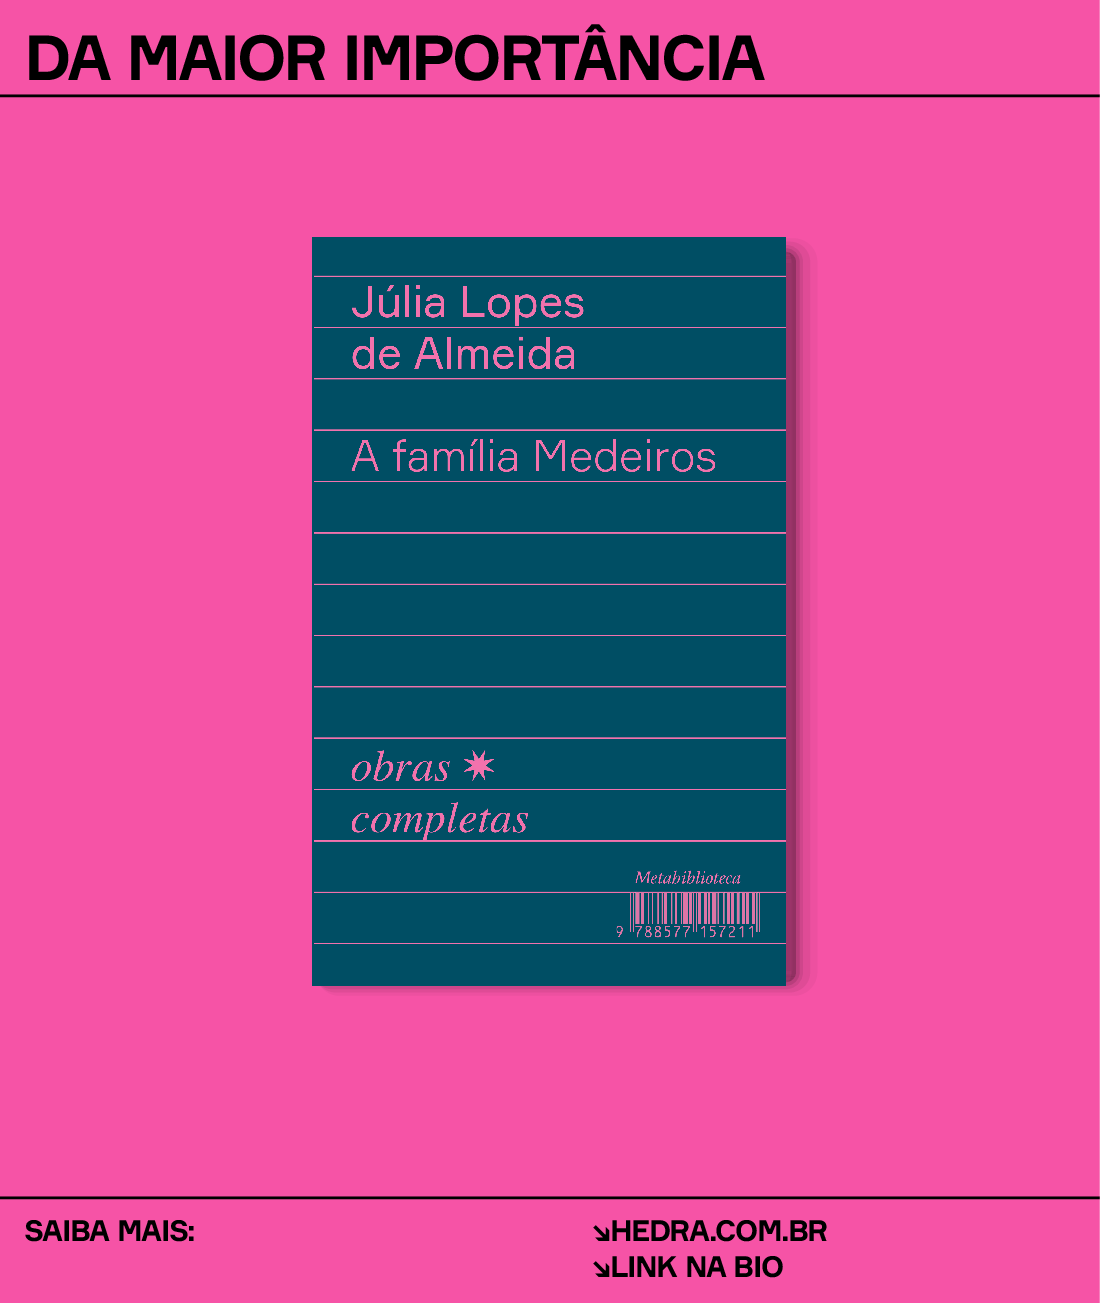 DA MAIOR IMPORTÂNCIA
Júlia Lopes
de Almeida
A família Medeiros
obras ✷
completas
Metabiblioteca
9 788577 157211
SAIBA MAIS:
↘HEDRA.COM.BR
↘LINK NA BIO